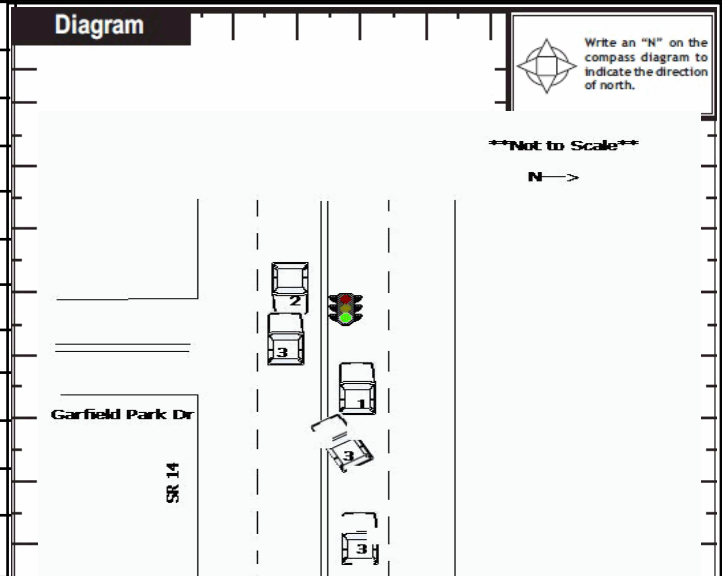 Diagram
Write an “N” on the
compass diagram to
indicate the direction
of north.
**Not to Scale**
N—>
2
3
1
3
3
Garfield Park Dr
SR 14